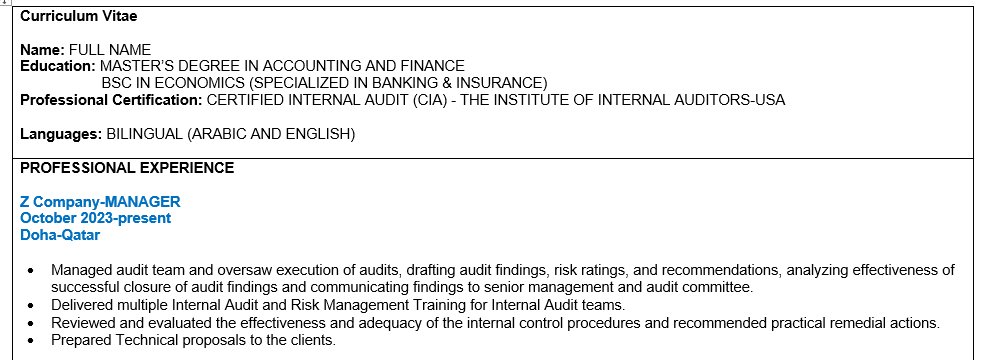 Curriculum Vitae
Name: FULL NAME
Education: MASTER'S DEGREE IN ACCOUNTING AND FINANCE
BSC IN ECONOMICS (SPECIALIZED IN BANKING & INSURANCE)
Professional Certification: CERTIFIED INTERNAL AUDIT (CIA) - THE INSTITUTE OF INTERNAL AUDITORS-USA
Languages: BILINGUAL (ARABIC AND ENGLISH)
PROFESSIONAL EXPERIENCE
Z Company-MANAGER
October 2023-present
Doha-Qatar
• Managed audit team and oversaw execution of audits, drafting audit findings, risk ratings, and recommendations, analyzing effectiveness of
successful closure of audit findings and communicating findings to senior management and audit committee.
• Delivered multiple Internal Audit and Risk Management Training for Internal Audit teams.
• Reviewed and evaluated the effectiveness and adequacy of the internal control procedures and recommended practical remedial actions.
• Prepared Technical proposals to the clients.